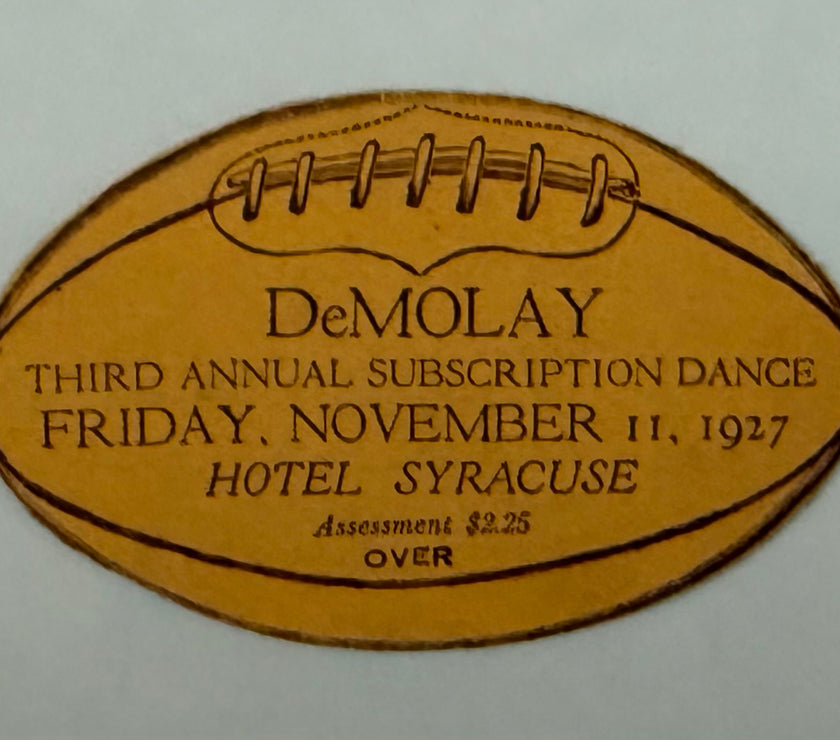 DeMOLAY
THIRD ANNUAL SUBSCRIPTION DANCE
FRIDAY, NOVEMBER 11, 1927
HOTEL SYRACUSE
Assessment $2.25
OVER